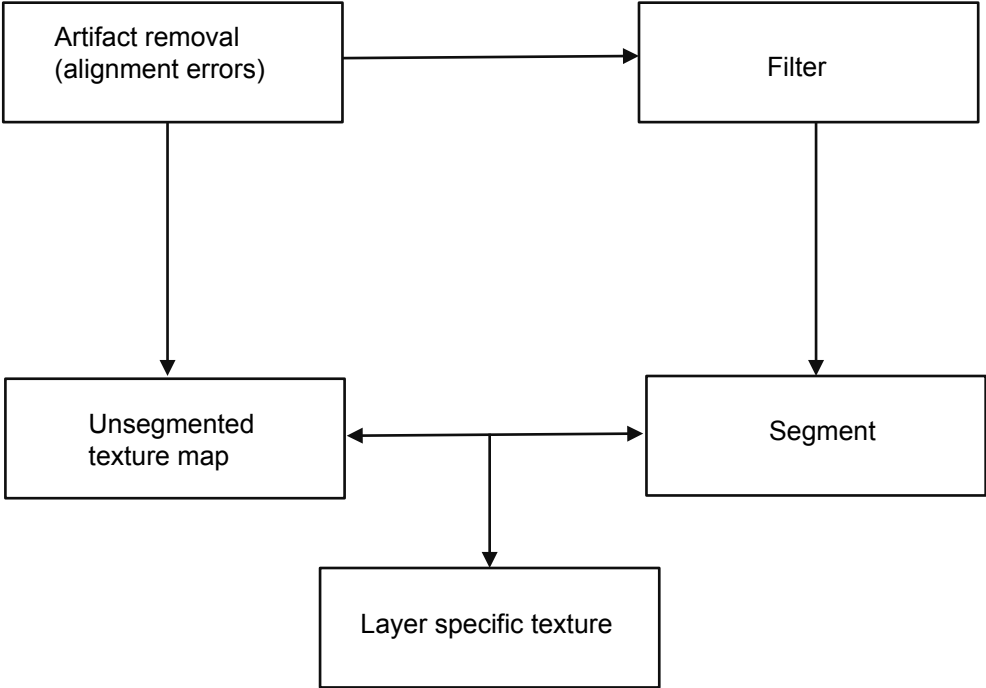 Artifact removal
(alignment errors)
Filter
Unsegmented
texture map
Segment
Layer specific texture